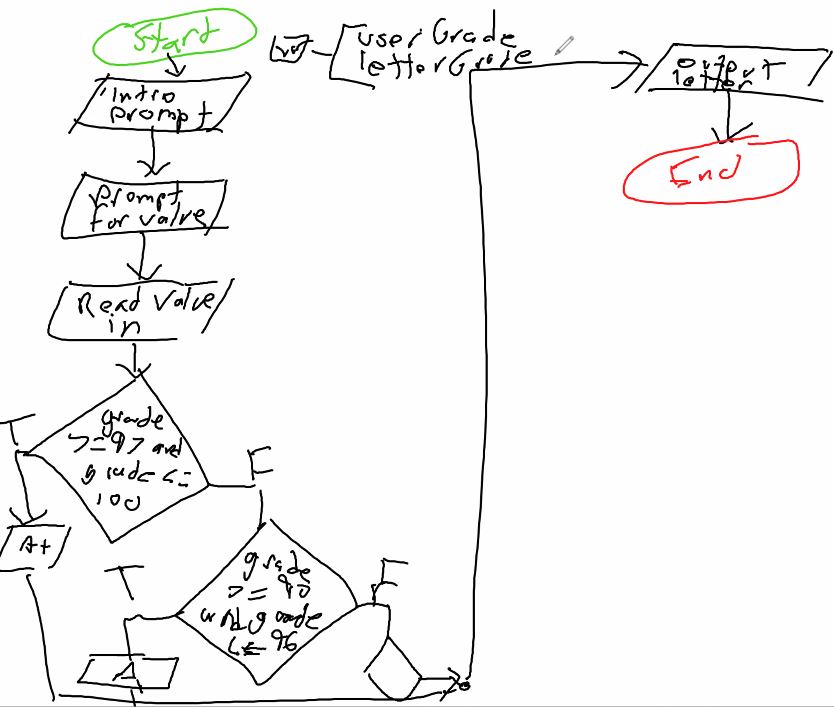 Start
userGrade
letterGrade
Intro
prompt
output
letter
End
prompt
for value
Read Value
in
T
grade
>=97 and
grade <=
100
F
A+
T
grade
>= 90
and grade
<= 96
F
A